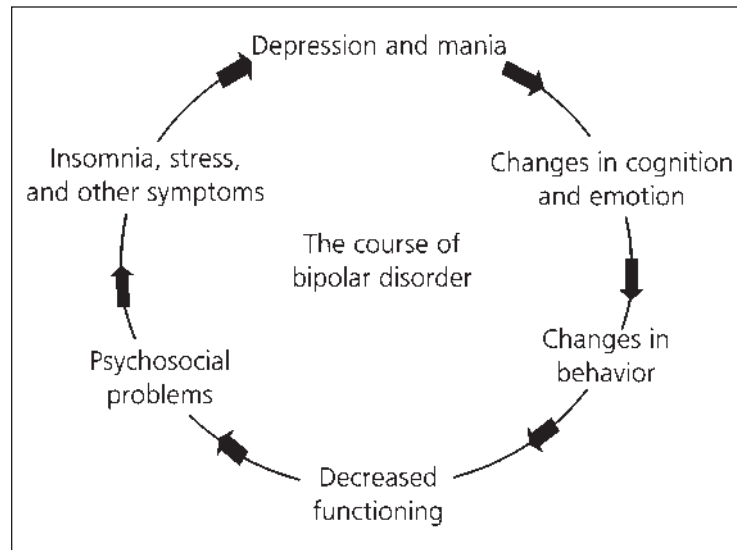 Depression and mania
Changes in cognition
and emotion
Changes in
behavior
Decreased
functioning
Psychosocial
problems
Insomnia, stress,
and other symptoms
The course of
bipolar disorder